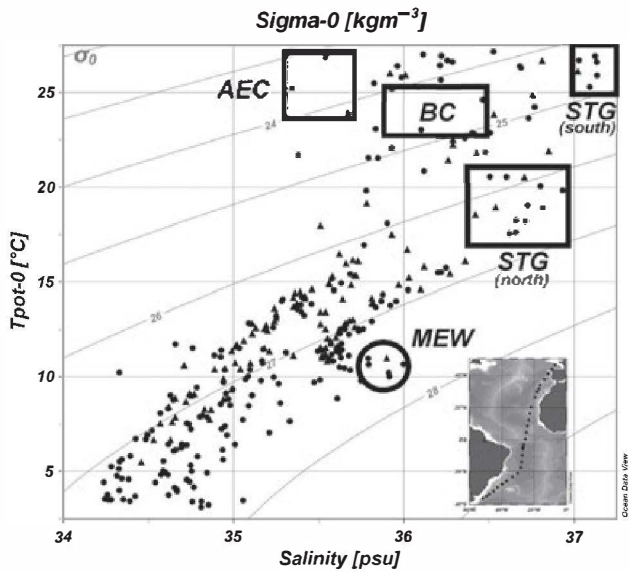 Sigma-0 [kgm⁻³]
σ₀
AEC
BC
STG
(south)
STG
(north)
MEW
24
25
26
27
28
Tpot-0 [°C]
25
20
15
10
5
34
35
36
37
Salinity [psu]
Ocean Data View